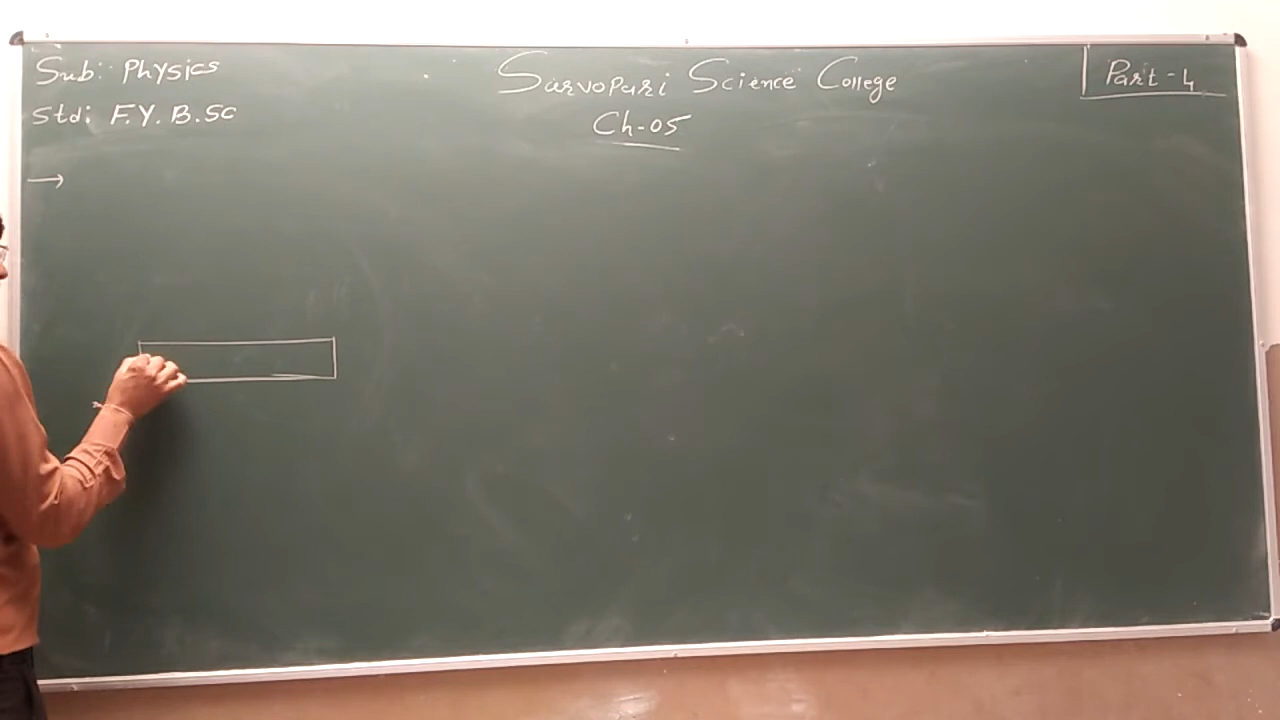 Sub: Physics
Std: F.Y. B.Sc
Sarvopari Science College
Ch-05
Part - 4
→